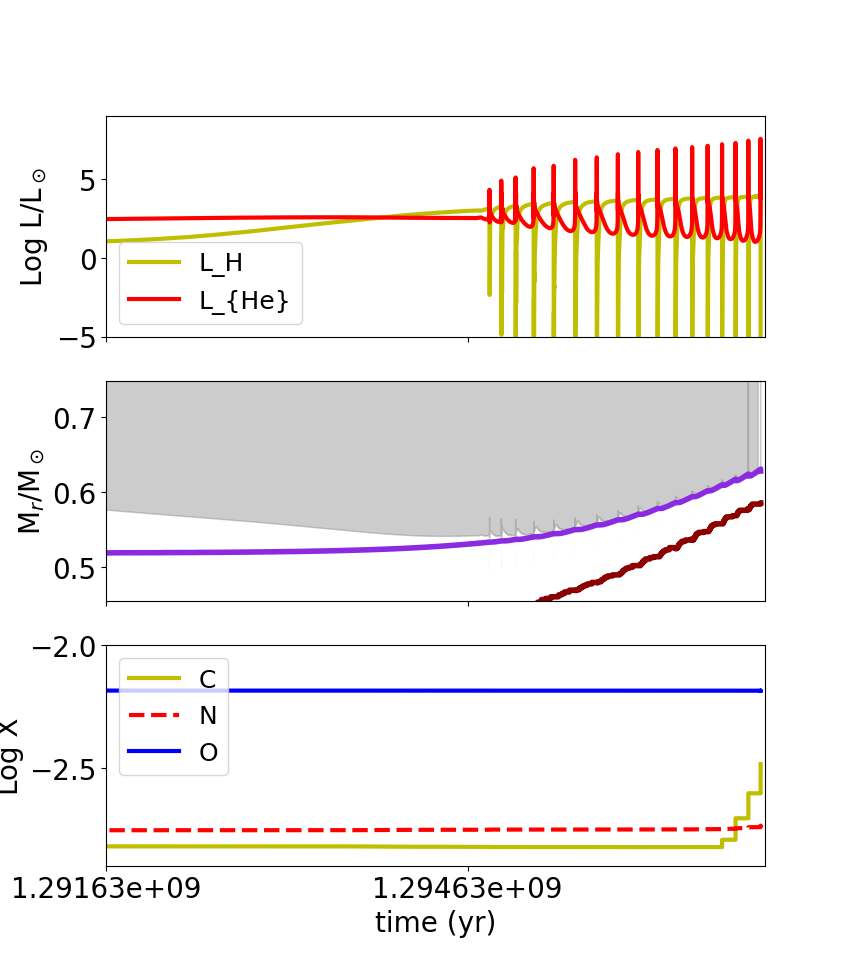 Log L/L⊙
5
0
−5
L_H
L_{He}
M_r/M⊙
0.7
0.6
0.5
Log X
−2.0
−2.5
C
N
O
1.29163e+09
1.29463e+09
time (yr)